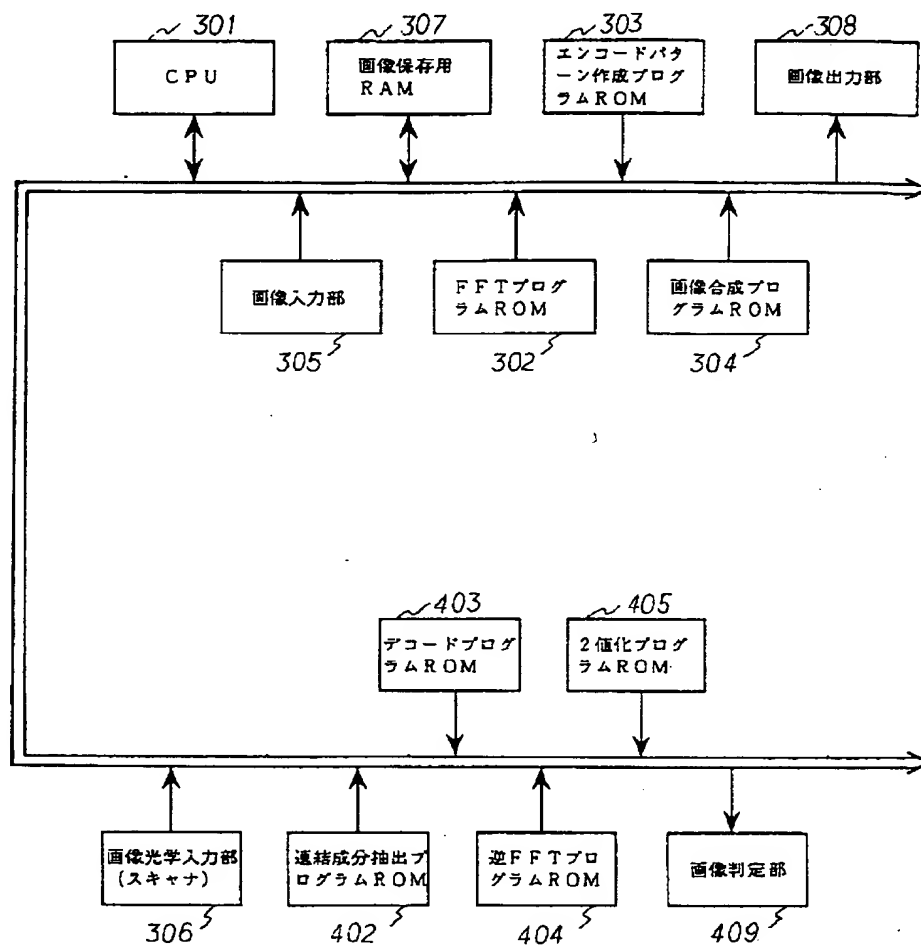 301
307
303
308
CPU
画像保存用
RAM
エンコードパタ
ーン作成プログ
ラムROM
画像出力部
画像入力部
FFTプログ
ラムROM
画像合成プロ
グラムROM
305
302
304
403
405
デコードプログ
ラムROM
2値化プログ
ラムROM
画像光学入力部
(スキャナ)
連結成分抽出プ
ログラムROM
逆FFTプログ
ラムROM
画像判定部
306
402
404
409